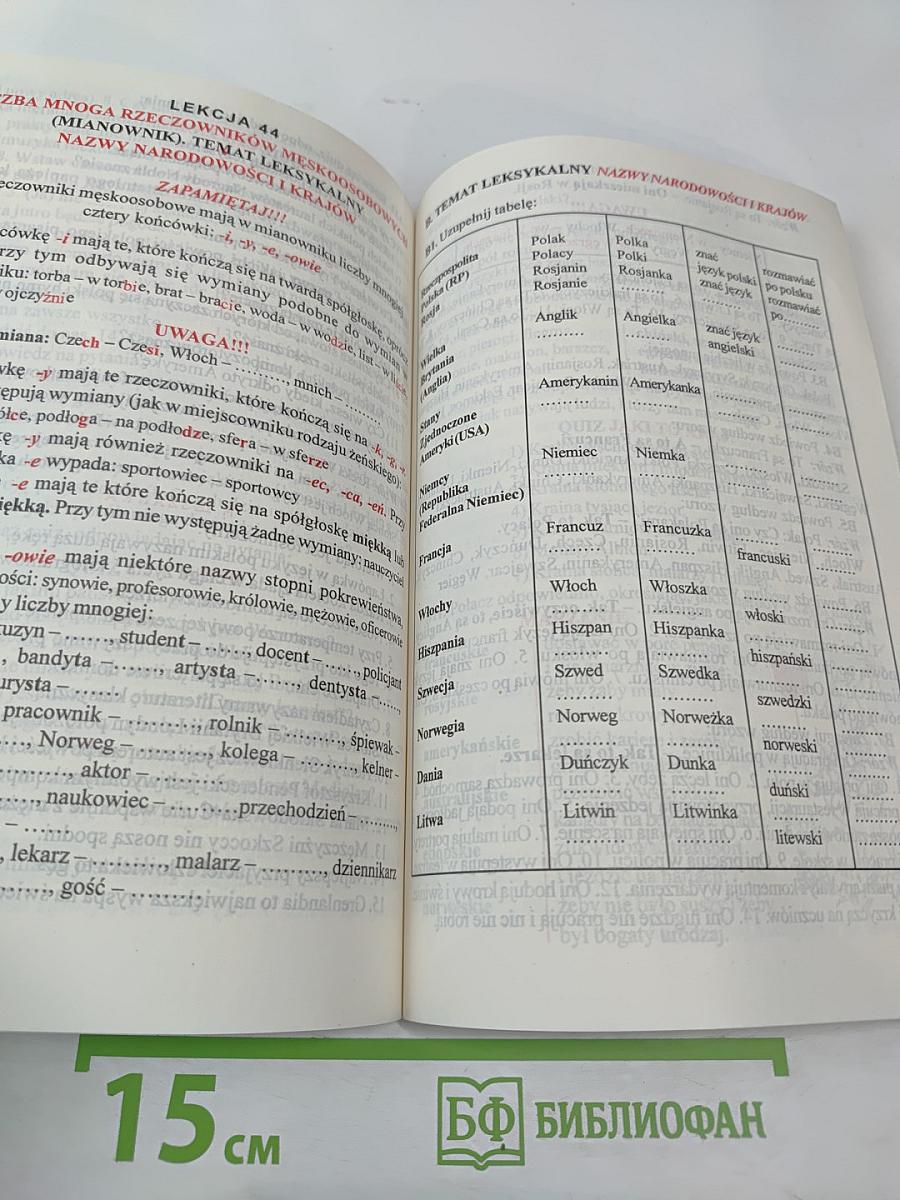 LEKCJA 44
ZBA MNOGA RZECZOWNIKÓW MĘSKOOSOBOWYCH
(MIANOWNIK). TEMAT LEKSYKALNY
NAZWY NARODOWOŚCI I KRAJÓW
ZAPAMIĘTAJ!!!
eczowniki męskoosobowe mają w mianowniku liczby mnogiej
cztery końcówki: -i, -y, -e, -owie
cówkę -i mają te, które kończą się na twardą spółgłoskę, oprócz
rzy tym odbywają się wymiany podobne do wymian w
iku: torba – w torbie, brat – bracie, woda – w wodzie, list – w liście
ojczyźnie
UWAGA!!!
miana: Czech – Czesi, Włoch – ........., mnich – .........
wkę -y mają te rzeczowniki, które kończą się na -k, -g, -r
tępują wymiany (jak w miejscowniku rodzaju żeńskiego):
ółce, podłoga – na podłodze, sfera – w sferze
kę -y mają również rzeczowniki na -ec, -ca, -eń. Przy
ka -e wypada: sportowiec – sportowcy
-e mają te które kończą się na spółgłoskę miękką lub
iękką. Przy tym nie występują żadne wymiany: nauczyciel
-owie mają niektóre nazwy stopni pokrewieństwa,
ości: synowie, profesorowie, królowie, mężowie, oficerowie
y liczby mnogiej:
uzyn – ......., student – ......., docent – ....., policjant
, bandyta –......., artysta –......, dentysta – ......,
urysta – .......
pracownik – .........., rolnik – .........., śpiewak –
...., Norweg – .........., kolega – ........, kelner –
......., aktor – ..........
...., naukowiec – .........przechodzień – ........,
– .......
, lekarz – .........., malarz – ........., dziennikarz
......., gość – ..........
B. TEMAT LEKSYKALNY NAZWY NARODOWOŚCI I KRAJÓW
B1. Uzupełnij tabelę:
Rzeczpospolita Polska (RP)
Polak Polka znać rozmawiać
Polacy Polki język polski po polsku
Rosja Rosjanin Rosjanka znać język rozmawiać
Rosjanie ......... ......... po .........
Wielka Brytania (Anglia) Anglik Angielka znać język angielski .........
......... .........
Stany Zjednoczone Ameryki (USA) Amerykanin Amerykanka ......... .........
......... .........
Niemcy (Republika Federalna Niemiec) Niemiec Niemka ......... .........
......... .........
Francja Francuz Francuzka francuski .........
......... .........
Włochy Włoch Włoszka włoski .........
......... .........
Hiszpania Hiszpan Hiszpanka hiszpański .........
......... .........
Szwecja Szwed Szwedka szwedzki .........
......... .........
Norwegia Norweg Norweżka norweski .........
......... .........
Dania Duńczyk Dunka duński .........
......... .........
Litwa Litwin Litwinka litewski .........
......... .........
15 см
БФ БИБЛИОФАН